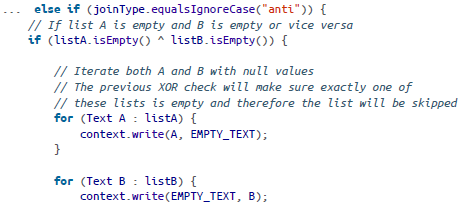 ... else if (joinType.equalsIgnoreCase("anti")) {
// If list A is empty and B is empty or vice versa
if (listA.isEmpty() ^ listB.isEmpty()) {
// Iterate both A and B with null values
// The previous XOR check will make sure exactly one of
// these lists is empty and therefore the list will be skipped
for (Text A : listA) {
context.write(A, EMPTY_TEXT);
}
for (Text B : listB) {
context.write(EMPTY_TEXT, B);